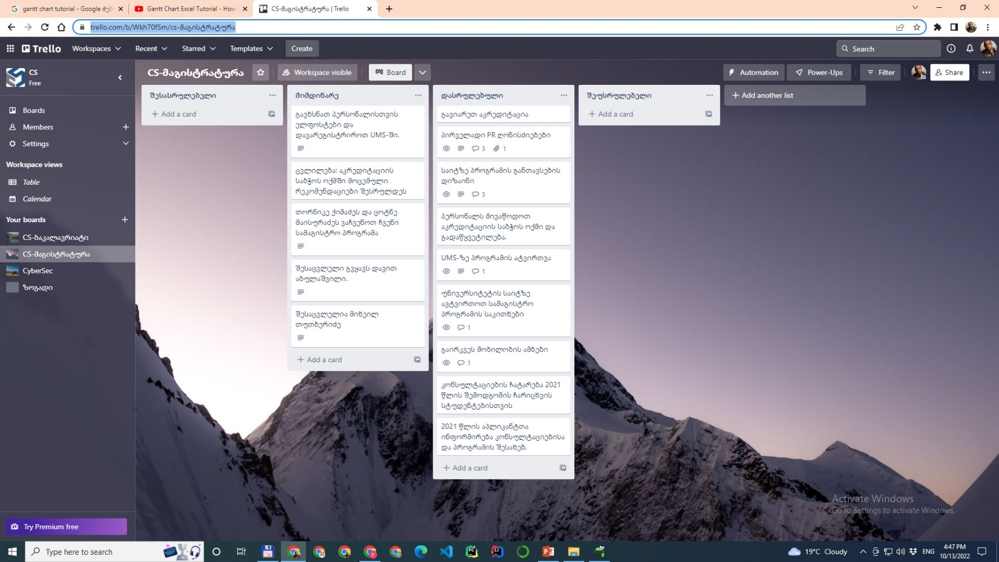 gantt chart tutorial - Google ძებნ
Gantt Chart Excel Tutorial - How
CS-მაგისტრატურა | Trello
trello.com/b/Wkh70fSm/cs-მაგისტრატურა
Trello
Workspaces
Recent
Starred
Templates
Create
Search
CS
Free
CS-მაგისტრატურა
Workspace visible
Board
Automation
Power-Ups
Filter
Share
Boards
Members
Settings
Workspace views
Table
Calendar
Your boards
CS-ბაკალავრიატი
CS-მაგისტრატურა
CyberSec
ზოგადი
Try Premium free
შესასრულებელი
Add a card
მიმდინარე
გავხსნათ პერსონალისთვის
ელფოსტები და
დავარეგისტრიროთ UMS-ში.
ცვლილება: აკრედიტაციის
საბჭოს ოქმში მოცემული
რეკომენდაციები შესრულდეს
თორნიკე ქიმაძეს და ცოტნე
მაისურაძეს ვაჩვენოთ ჩვენი
სამაგისტრო პროგრამა
შესაცვლელი გვყავს დავით
აბულაშვილი.
შესაცვლელია მიხეილ
თუთბერიძე
Add a card
დასრულებული
გავიარეთ აკრედიტაცია
პირველადი PR ღონისძიებები
3 1
საიტზე პროგრამის განთავსების
დიზაინი
3
პერსონალს მივაწოდოთ
აკრედიტაციის საბჭოს ოქმი და
გადაწყვეტილება.
UMS-ზე პროგრამის ატვირთვა
1
უნივერსიტეტის საიტზე
ავტვირთოთ სამაგისტრო
პროგრამის საკითხები
1
გაირკვეს მობილობის ამბები
1
კონსულტაციების ჩატარება 2021
წლის შემოდგომის ჩარიცხვის
სტუდენტებისთვის
2021 წლის აპლიკანტთა
ინფორმირება კონსულტაციებისა
და პროგრამის შესახებ.
Add a card
შეუსრულებელი
Add a card
Add another list
Activate Windows
Go to Settings to activate Windows.
Type here to search
19°C Cloudy
ENG
4:47 PM
10/13/2022